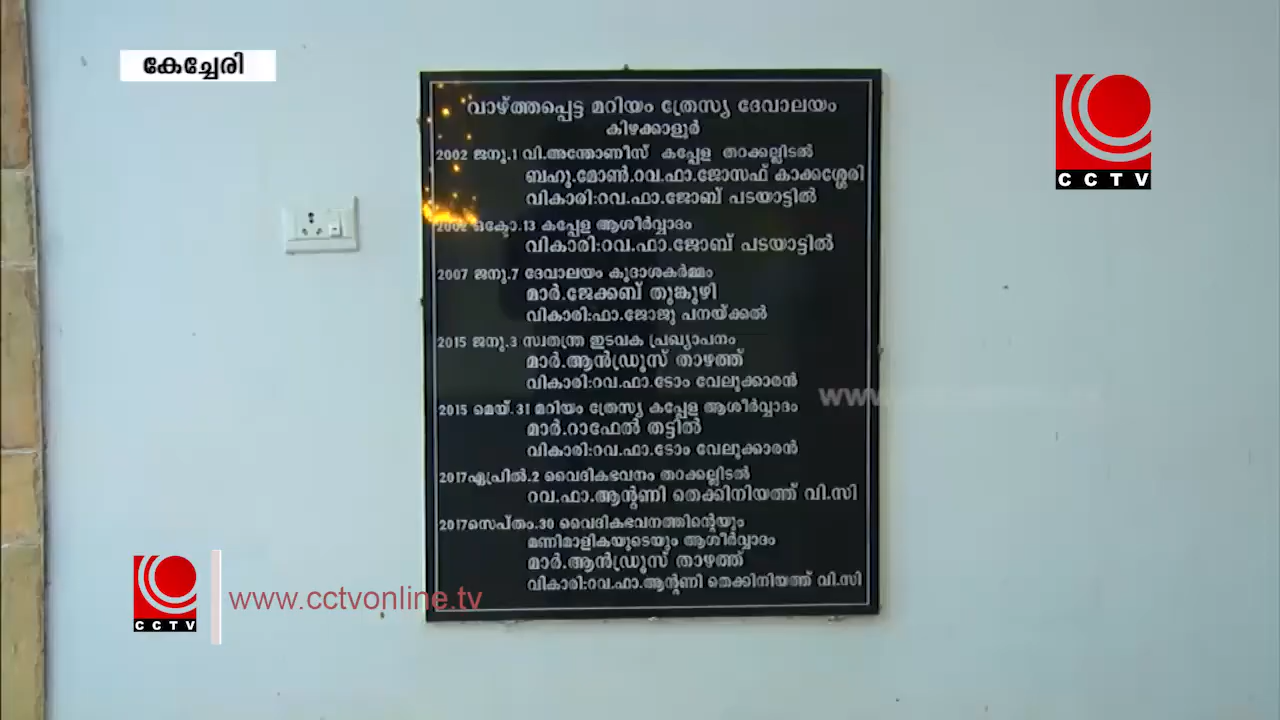 കേച്ചേരി
CCTV
വാഴ്ത്തപ്പെട്ട മറിയം ത്രേസ്യ ദേവാലയം
കിഴക്കാളൂർ
2002 ജനു.1 വി.അന്തോണീസ് കപ്പേള തറക്കല്ലിടൽ
ബഹു.മോൺ.റവ.ഫാ.ജോസഫ് കാക്കശ്ശേരി
വികാരി:റവ.ഫാ.ജോബ് പടയാട്ടിൽ
2002 ഒക്ടോ.13 കപ്പേള ആശീർവ്വാദം
വികാരി:റവ.ഫാ.ജോബ് പടയാട്ടിൽ
2007 ജനു.7 ദേവാലയം കൂദാശകർമ്മം
മാർ.ജേക്കബ് തൂങ്കുഴി
വികാരി:ഫാ.ജോജു പനയ്ക്കൽ
2015 ജനു.3 സ്വതന്ത്ര ഇടവക പ്രഖ്യാപനം
മാർ.ആൻഡ്രൂസ് താഴത്ത്
വികാരി:റവ.ഫാ.ടോം വേലൂക്കാരൻ
2015 മെയ്.31 മറിയം ത്രേസ്യ കപ്പേള ആശീർവ്വാദം
മാർ.റാഫേൽ തട്ടിൽ
വികാരി:റവ.ഫാ.ടോം വേലൂക്കാരൻ
2017ഏപ്രിൽ.2 വൈദികഭവനം തറക്കല്ലിടൽ
റവ.ഫാ.ആന്റണി തെക്കിനിയത്ത് വി.സി
2017സെപ്തം.30 വൈദികഭവനത്തിന്റെയും
മണിമാളികയുടെയും ആശീർവ്വാദം
മാർ.ആൻഡ്രൂസ് താഴത്ത്
വികാരി:റവ.ഫാ.ആന്റണി തെക്കിനിയത്ത് വി.സി
www.
CCTV
www.cctvonline.tv